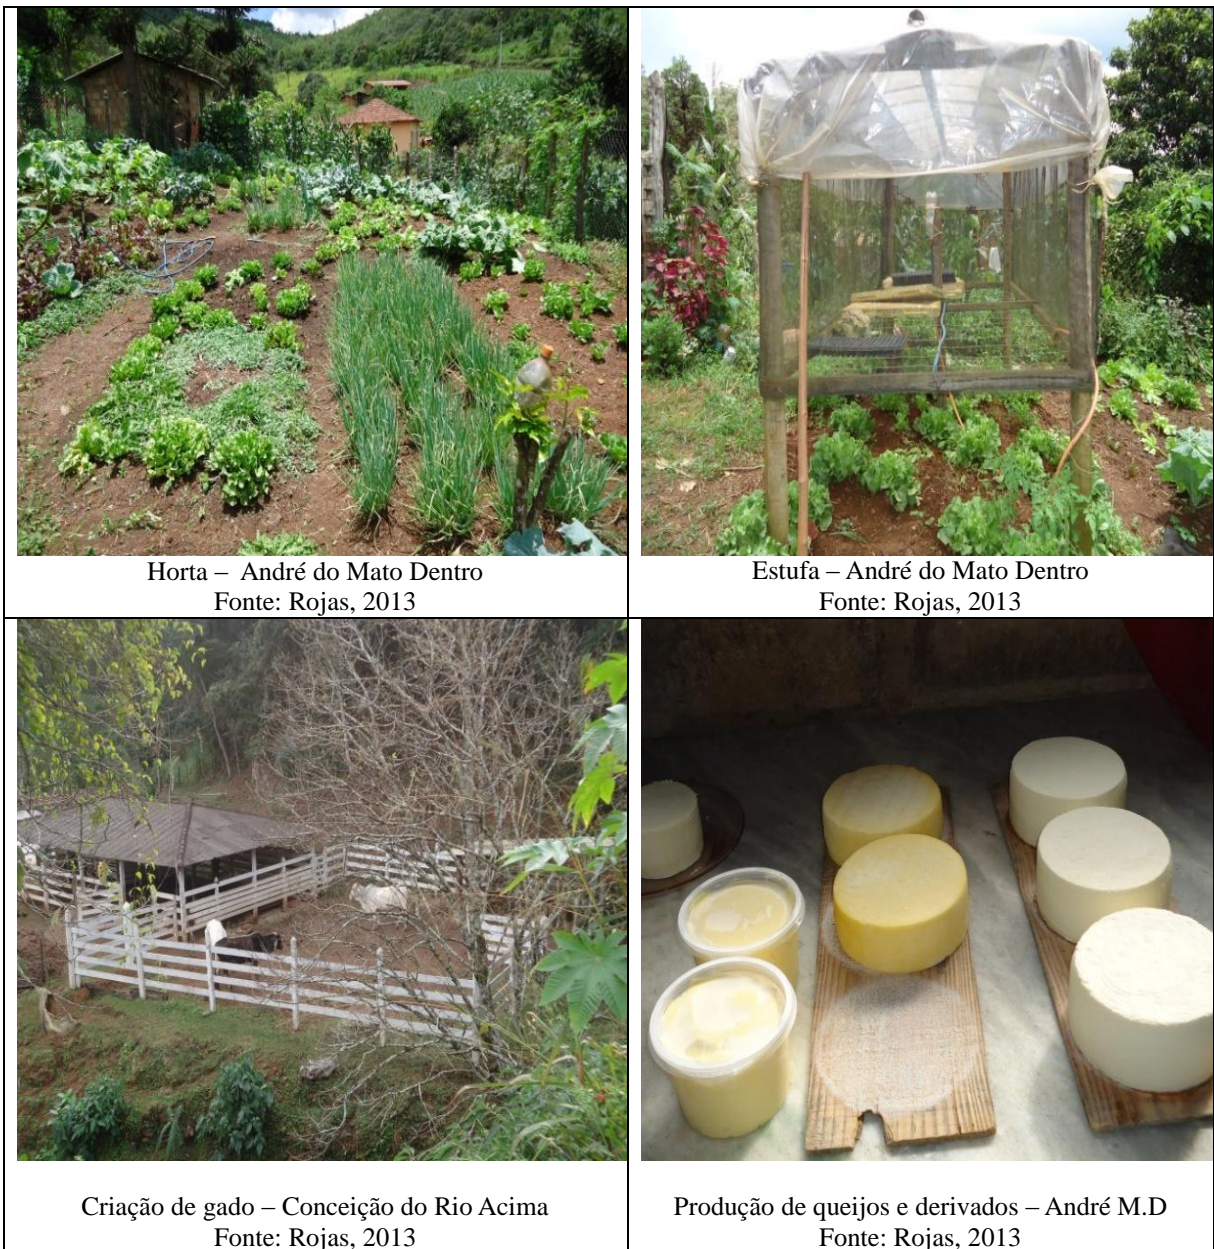 Horta – André do Mato Dentro
Fonte: Rojas, 2013
Estufa – André do Mato Dentro
Fonte: Rojas, 2013
Criação de gado – Conceição do Rio Acima
Fonte: Rojas, 2013
Produção de queijos e derivados – André M.D
Fonte: Rojas, 2013